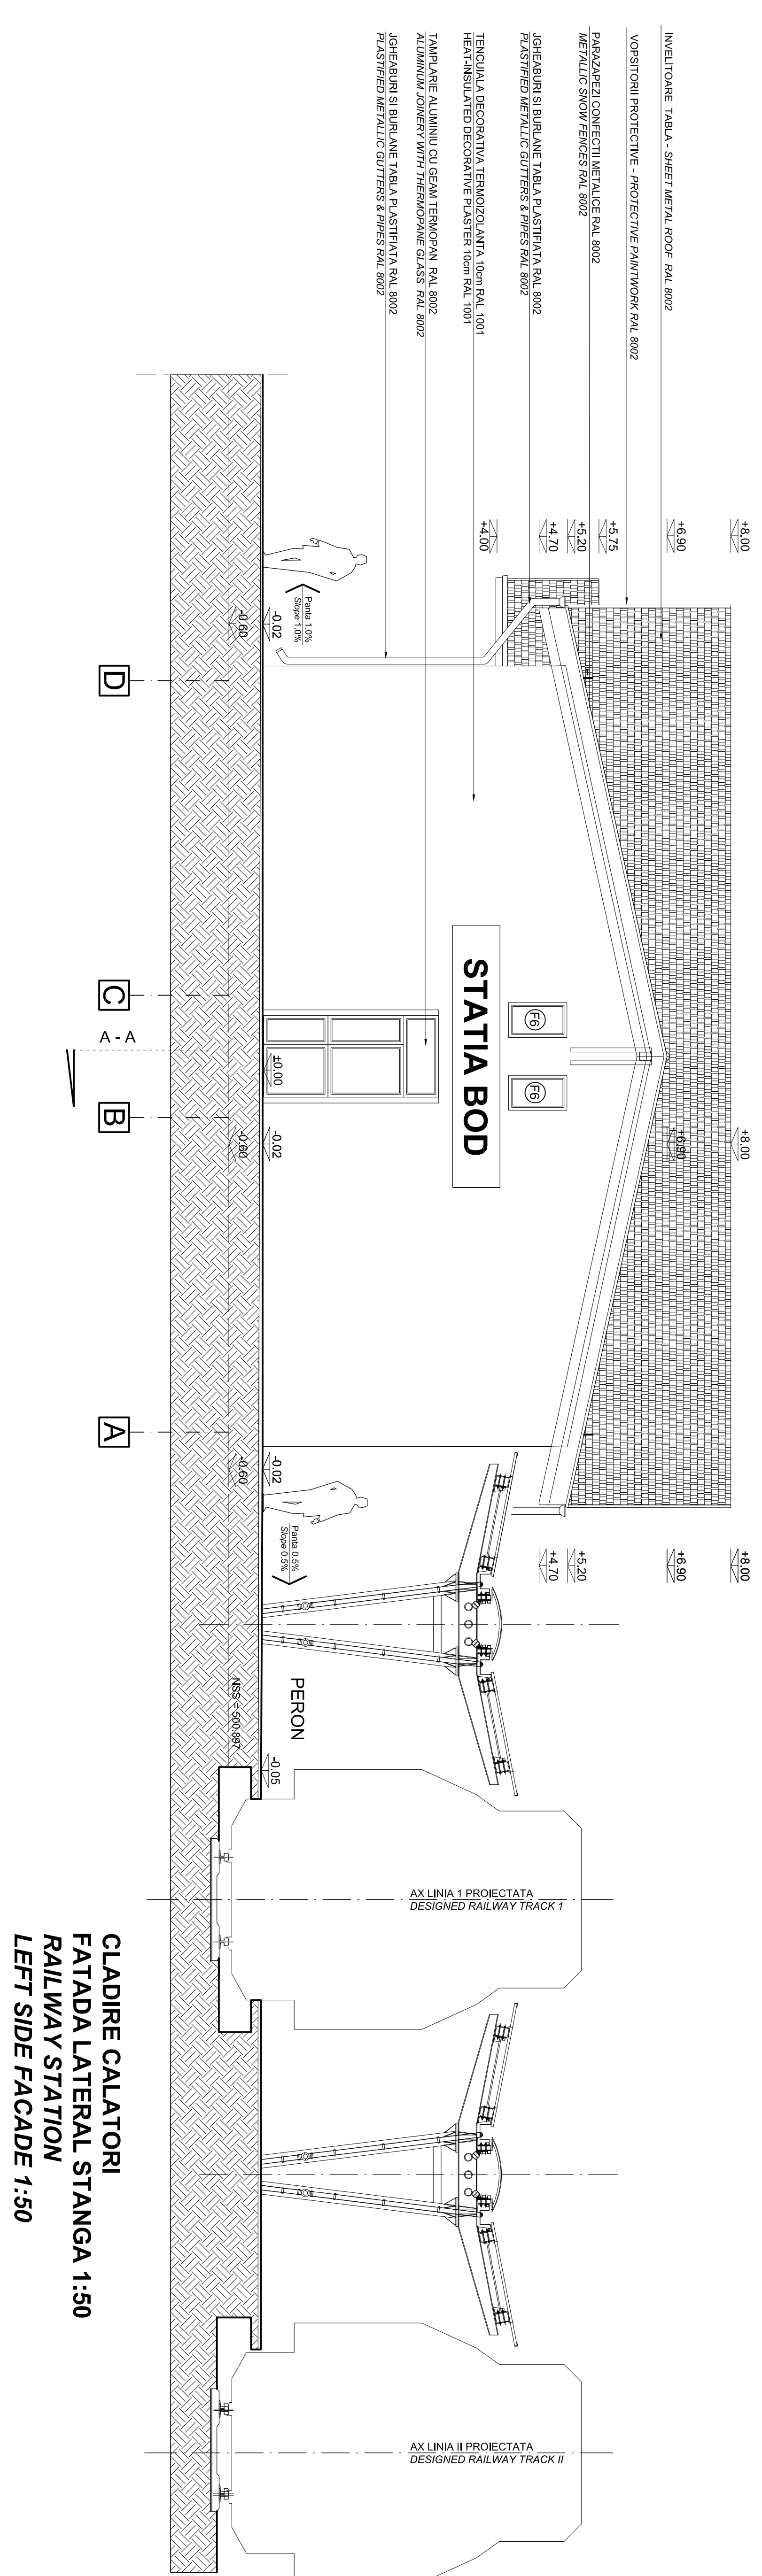 INVELITOARE TABLA - SHEET METAL ROOF RAL 8002
VOPSITORII PROTECTIVE - PROTECTIVE PAINTWORK RAL 8002
PARAZAPEZI CONFECTII METALICE RAL 8002
METALLIC SNOW FENCES RAL 8002
JGHEABURI SI BURLANE TABLA PLASTIFIATA RAL 8002
PLASTIFIED METALLIC GUTTERS & PIPES RAL 8002
TENCUIALA DECORATIVA TERMOIZOLANTA 10cm RAL 1001
HEAT-INSULATED DECORATIVE PLASTER 10cm RAL 1001
TAMPLARIE ALUMINIU CU GEAM TERMOPAN RAL 8002
ALUMINUM JOINERY WITH THERMOPANE GLASS RAL 8002
JGHEABURI SI BURLANE TABLA PLASTIFIATA RAL 8002
PLASTIFIED METALLIC GUTTERS & PIPES RAL 8002
+8.00
+6.90
+5.75
+5.20
+4.70
+4.00
Panta 1.0%
Slope 1.0%
-0.02
-0.60
STATIA BOD
F6
F6
±0.00
+8.00
+6.90
-0.02
-0.60
+8.00
+6.90
+5.20
+4.70
-0.02
-0.60
Panta 0.5%
Slope 0.5%
PERON
NSS = 500.897
-0.05
AX LINIA 1 PROIECTATA
DESIGNED RAILWAY TRACK 1
AX LINIA II PROIECTATA
DESIGNED RAILWAY TRACK II
D
C
A - A
B
A
CLADIRE CALATORI
FATADA LATERAL STANGA 1:50
RAILWAY STATION
LEFT SIDE FACADE 1:50